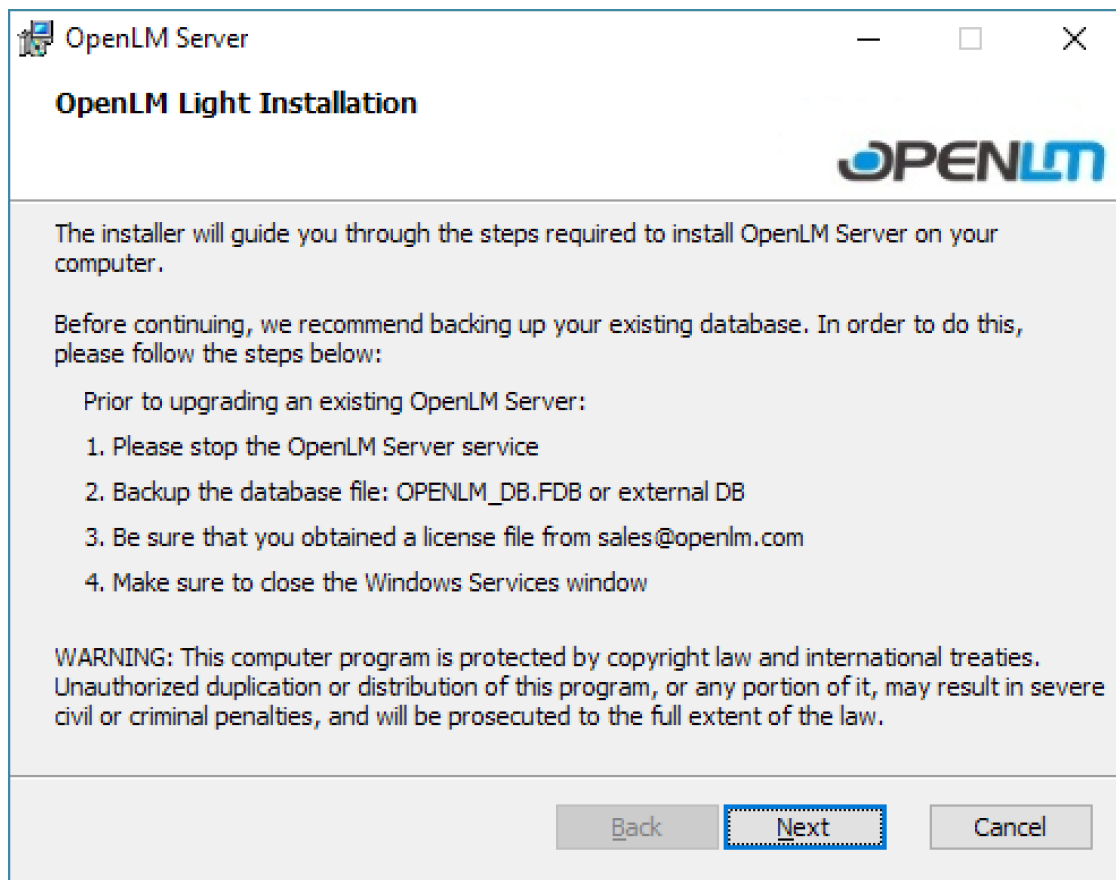 OpenLM Server
OpenLM Light Installation
OPENLM
The installer will guide you through the steps required to install OpenLM Server on your
computer.
Before continuing, we recommend backing up your existing database. In order to do this,
please follow the steps below:
Prior to upgrading an existing OpenLM Server:
1. Please stop the OpenLM Server service
2. Backup the database file: OPENLM_DB.FDB or external DB
3. Be sure that you obtained a license file from sales@openlm.com
4. Make sure to close the Windows Services window
WARNING: This computer program is protected by copyright law and international treaties.
Unauthorized duplication or distribution of this program, or any portion of it, may result in severe
civil or criminal penalties, and will be prosecuted to the full extent of the law.
Back Next Cancel